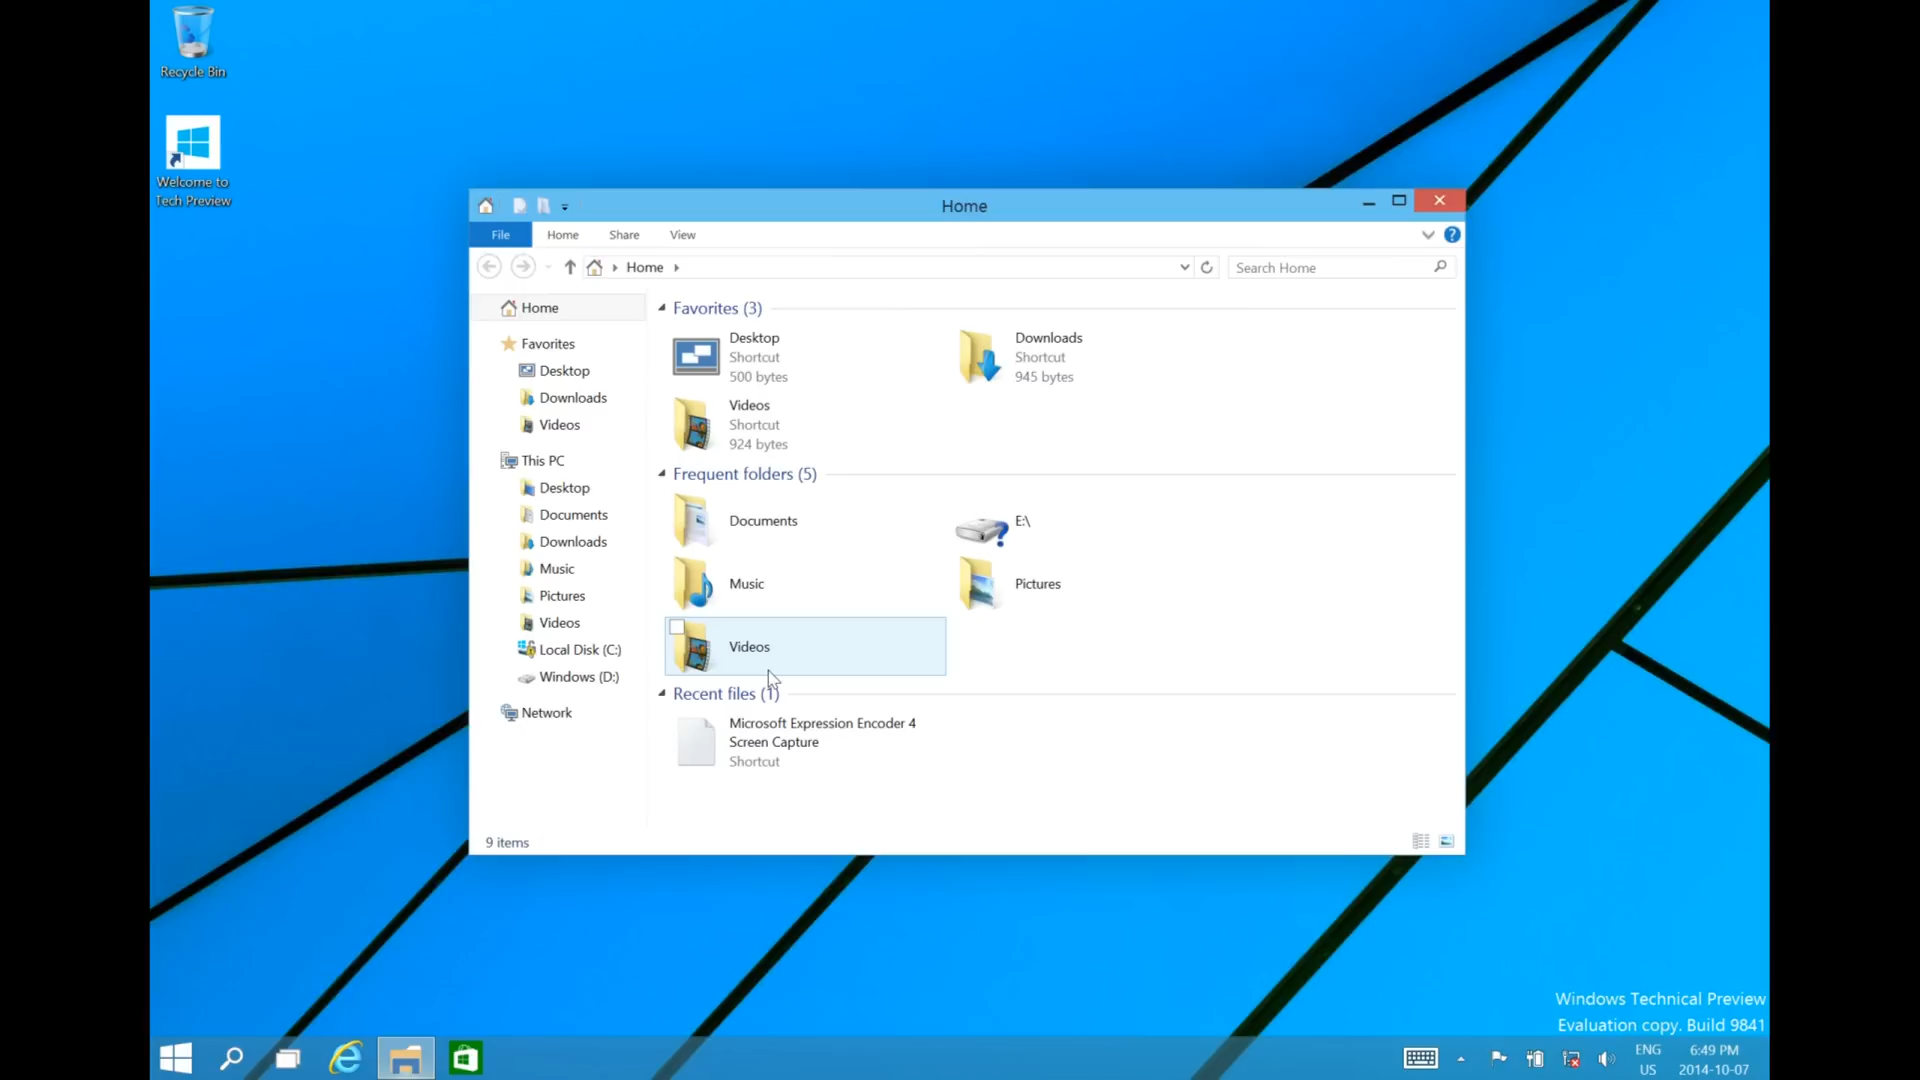 Recycle Bin
Welcome to
Tech Preview
Home
File Home Share View
Home
Search Home
Home
Favorites
Desktop
Downloads
Videos
This PC
Desktop
Documents
Downloads
Music
Pictures
Videos
Local Disk (C:)
Windows (D:)
Network
Favorites (3)
Desktop
Shortcut
500 bytes
Downloads
Shortcut
945 bytes
Videos
Shortcut
924 bytes
Frequent folders (5)
Documents
E:\
Music
Pictures
Videos
Recent files (1)
Microsoft Expression Encoder 4
Screen Capture
Shortcut
9 items
Windows Technical Preview
Evaluation copy. Build 9841
ENG
US
6:49 PM
2014-10-07